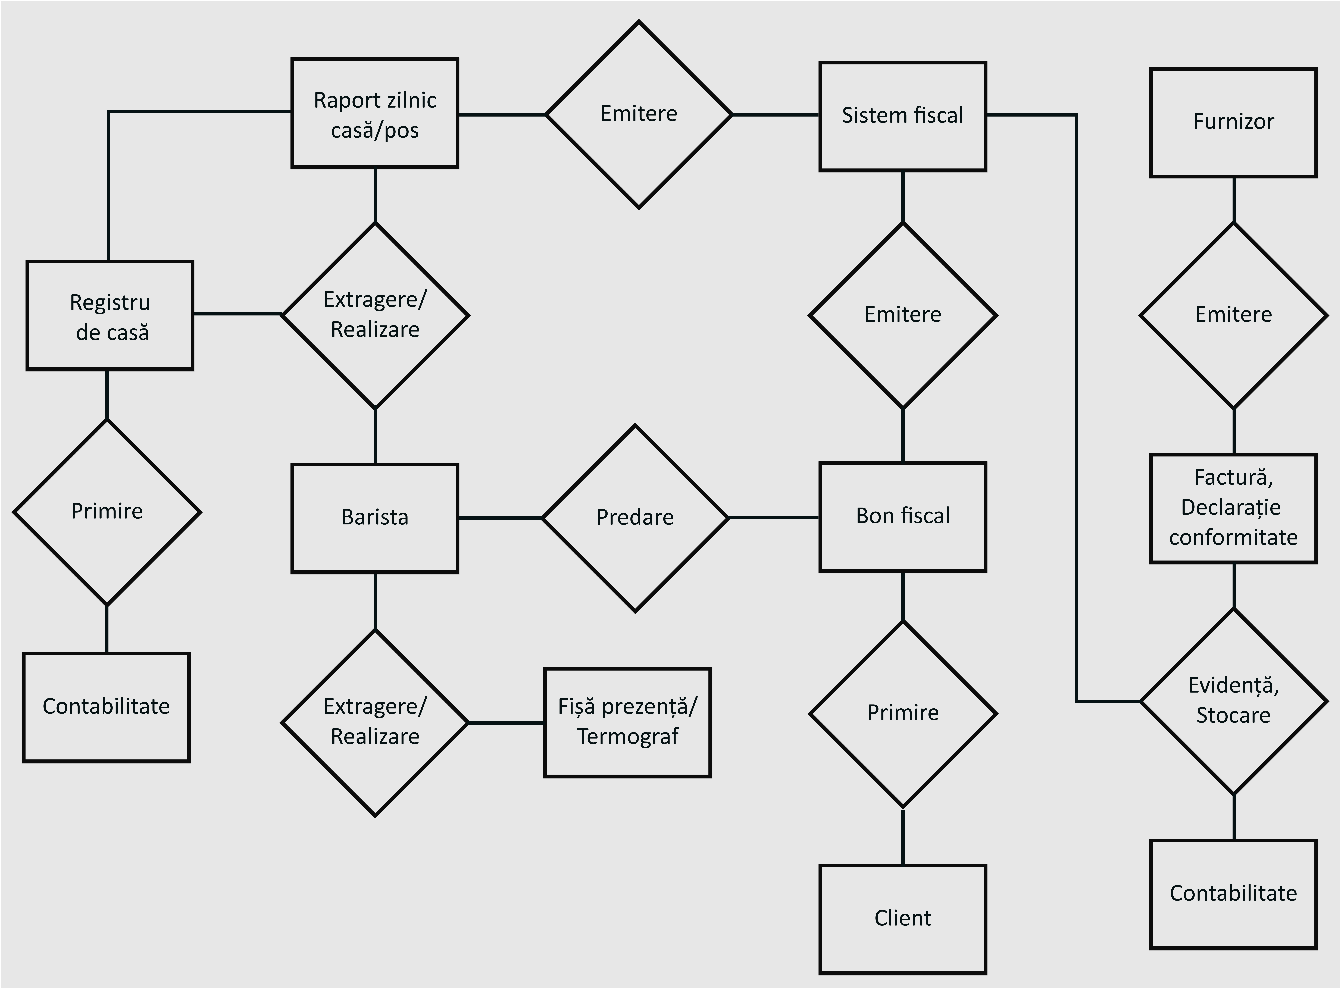 Raport zilnic
casă/pos
Emitere
Sistem fiscal
Furnizor
Registru
de casă
Extragere/
Realizare
Emitere
Emitere
Primire
Barista
Predare
Bon fiscal
Factură,
Declarație
conformitate
Contabilitate
Extragere/
Realizare
Fișă prezență/
Termograf
Primire
Evidență,
Stocare
Client
Contabilitate